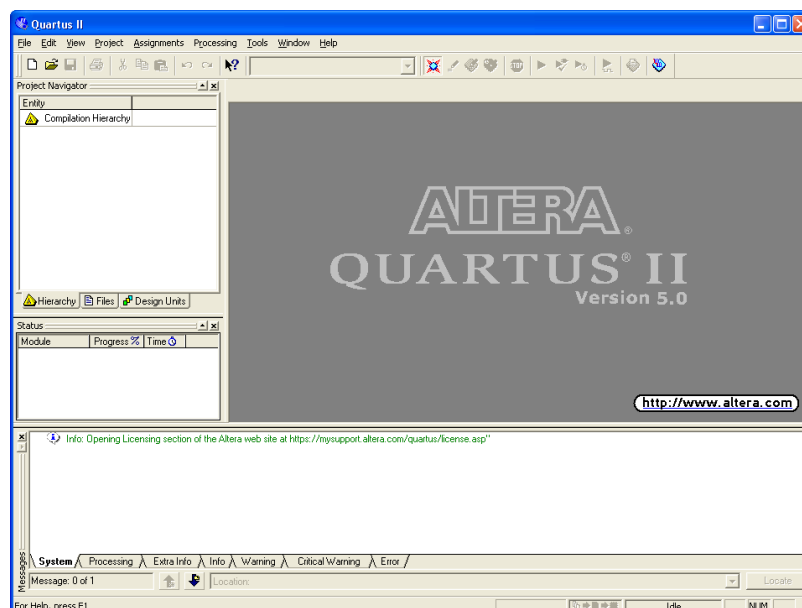 Quartus II
File Edit View Project Assignments Processing Tools Window Help
Project Navigator
Entity
Compilation Hierarchy
Hierarchy Files Design Units
Status
Module Progress % Time
ALTERA®
QUARTUS® II
Version 5.0
http://www.altera.com
Info: Opening Licensing section of the Altera web site at https://mysupport.altera.com/quartus/license.asp"
Messages
System Processing Extra Info Info Warning Critical Warning Error
Message: 0 of 1 Location: Locate
For Help, press F1 Idle NUM